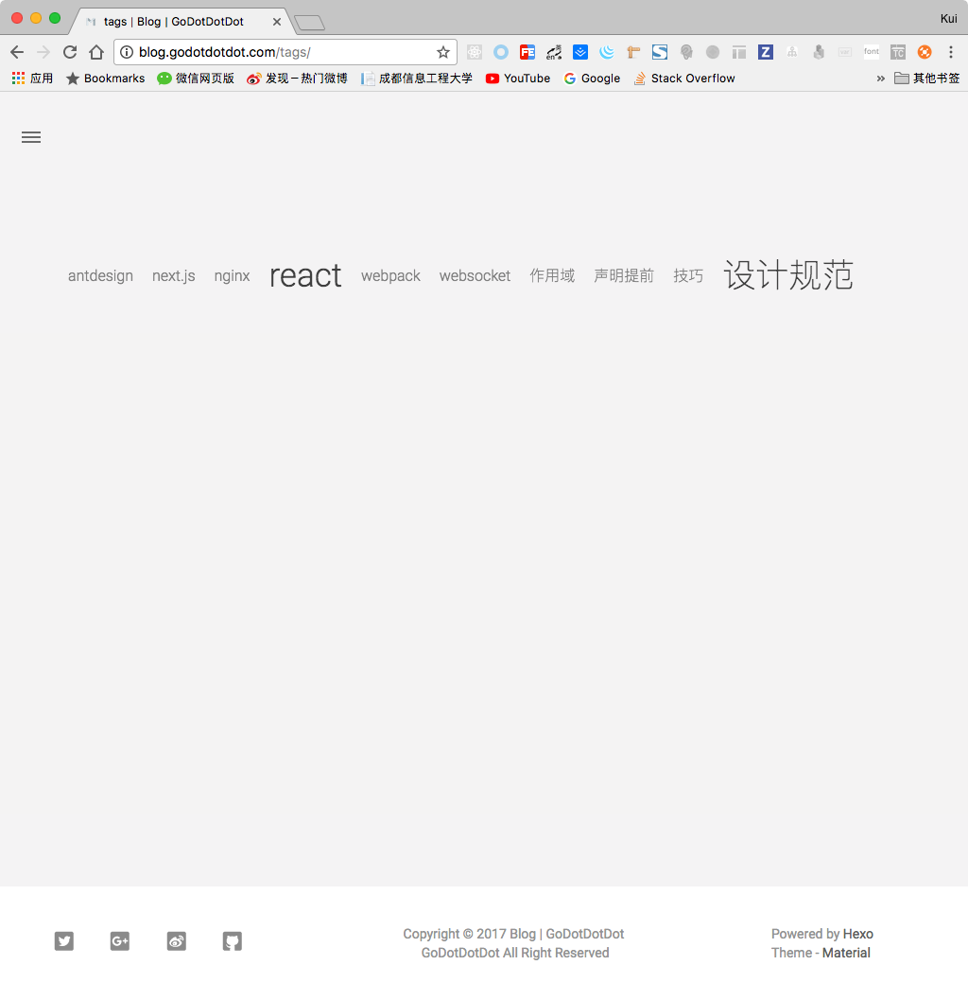 tags | Blog | GoDotDotDot
Kui
blog.godotdotdot.com/tags/
应用 Bookmarks 微信网页版 发现－热门微博 成都信息工程大学 YouTube Google Stack Overflow » 其他书签
antdesign next.js nginx react webpack websocket 作用域 声明提前 技巧 设计规范
Copyright © 2017 Blog | GoDotDotDot
GoDotDotDot All Right Reserved
Powered by Hexo
Theme - Material